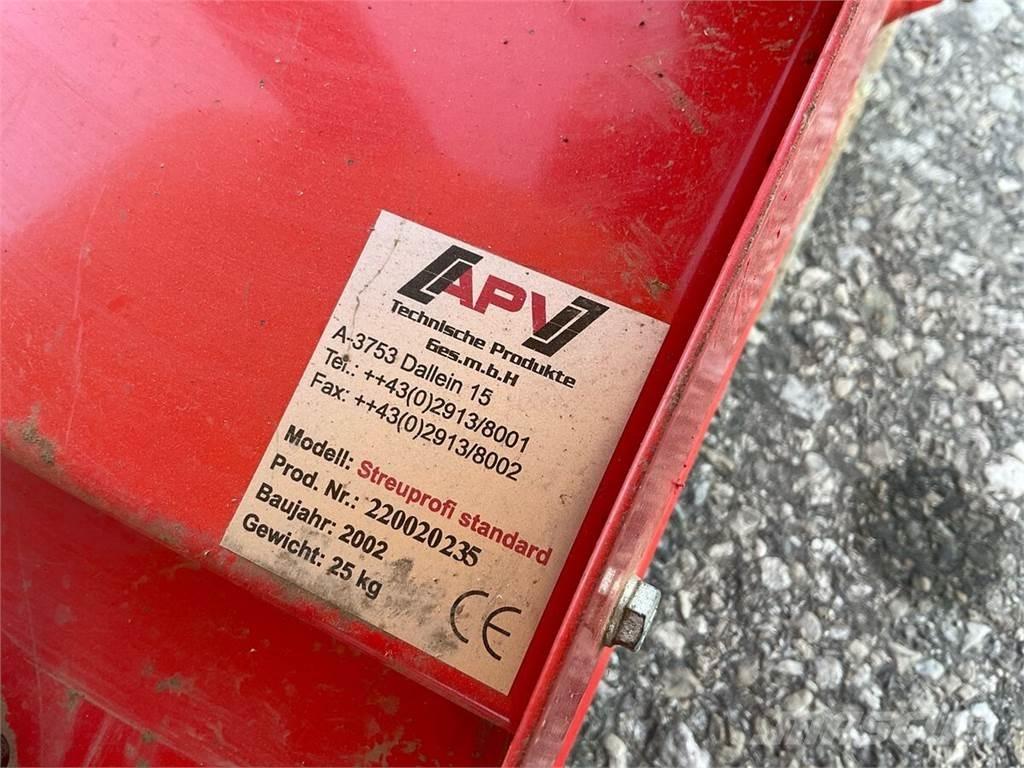 APV
Technische Produkte
Ges.m.b.H
A-3753 Dallein 15
Tel.: ++43(0)2913/8001
Fax: ++43(0)2913/8002
Modell: Streuprofi standard
Prod. Nr.: 220020235
Baujahr: 2002
Gewicht: 25 kg
CE